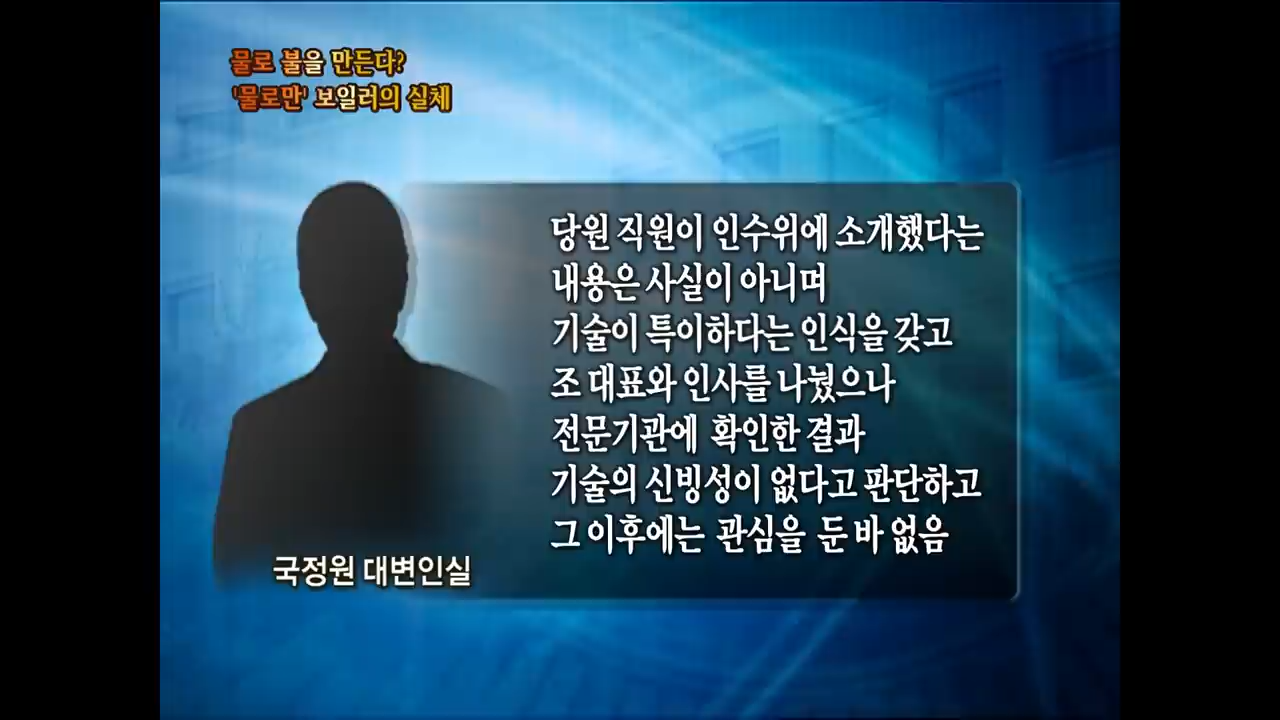 물로 불을 만든다?
'물로만' 보일러의 실체
당원 직원이 인수위에 소개했다는
내용은 사실이 아니며
기술이 특이하다는 인식을 갖고
조 대표와 인사를 나눴으나
전문기관에 확인한 결과
기술의 신빙성이 없다고 판단하고
그 이후에는 관심을 둔 바 없음
국정원 대변인실